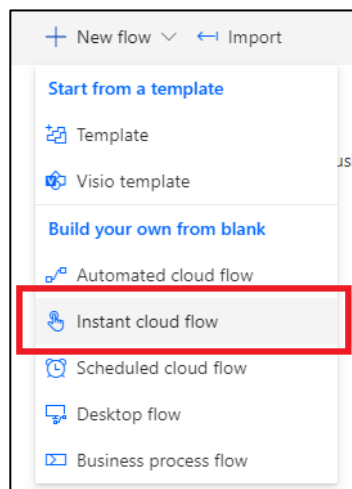 New flow Import
Start from a template
Template
Visio template
Build your own from blank
Automated cloud flow
Instant cloud flow
Scheduled cloud flow
Desktop flow
Business process flow